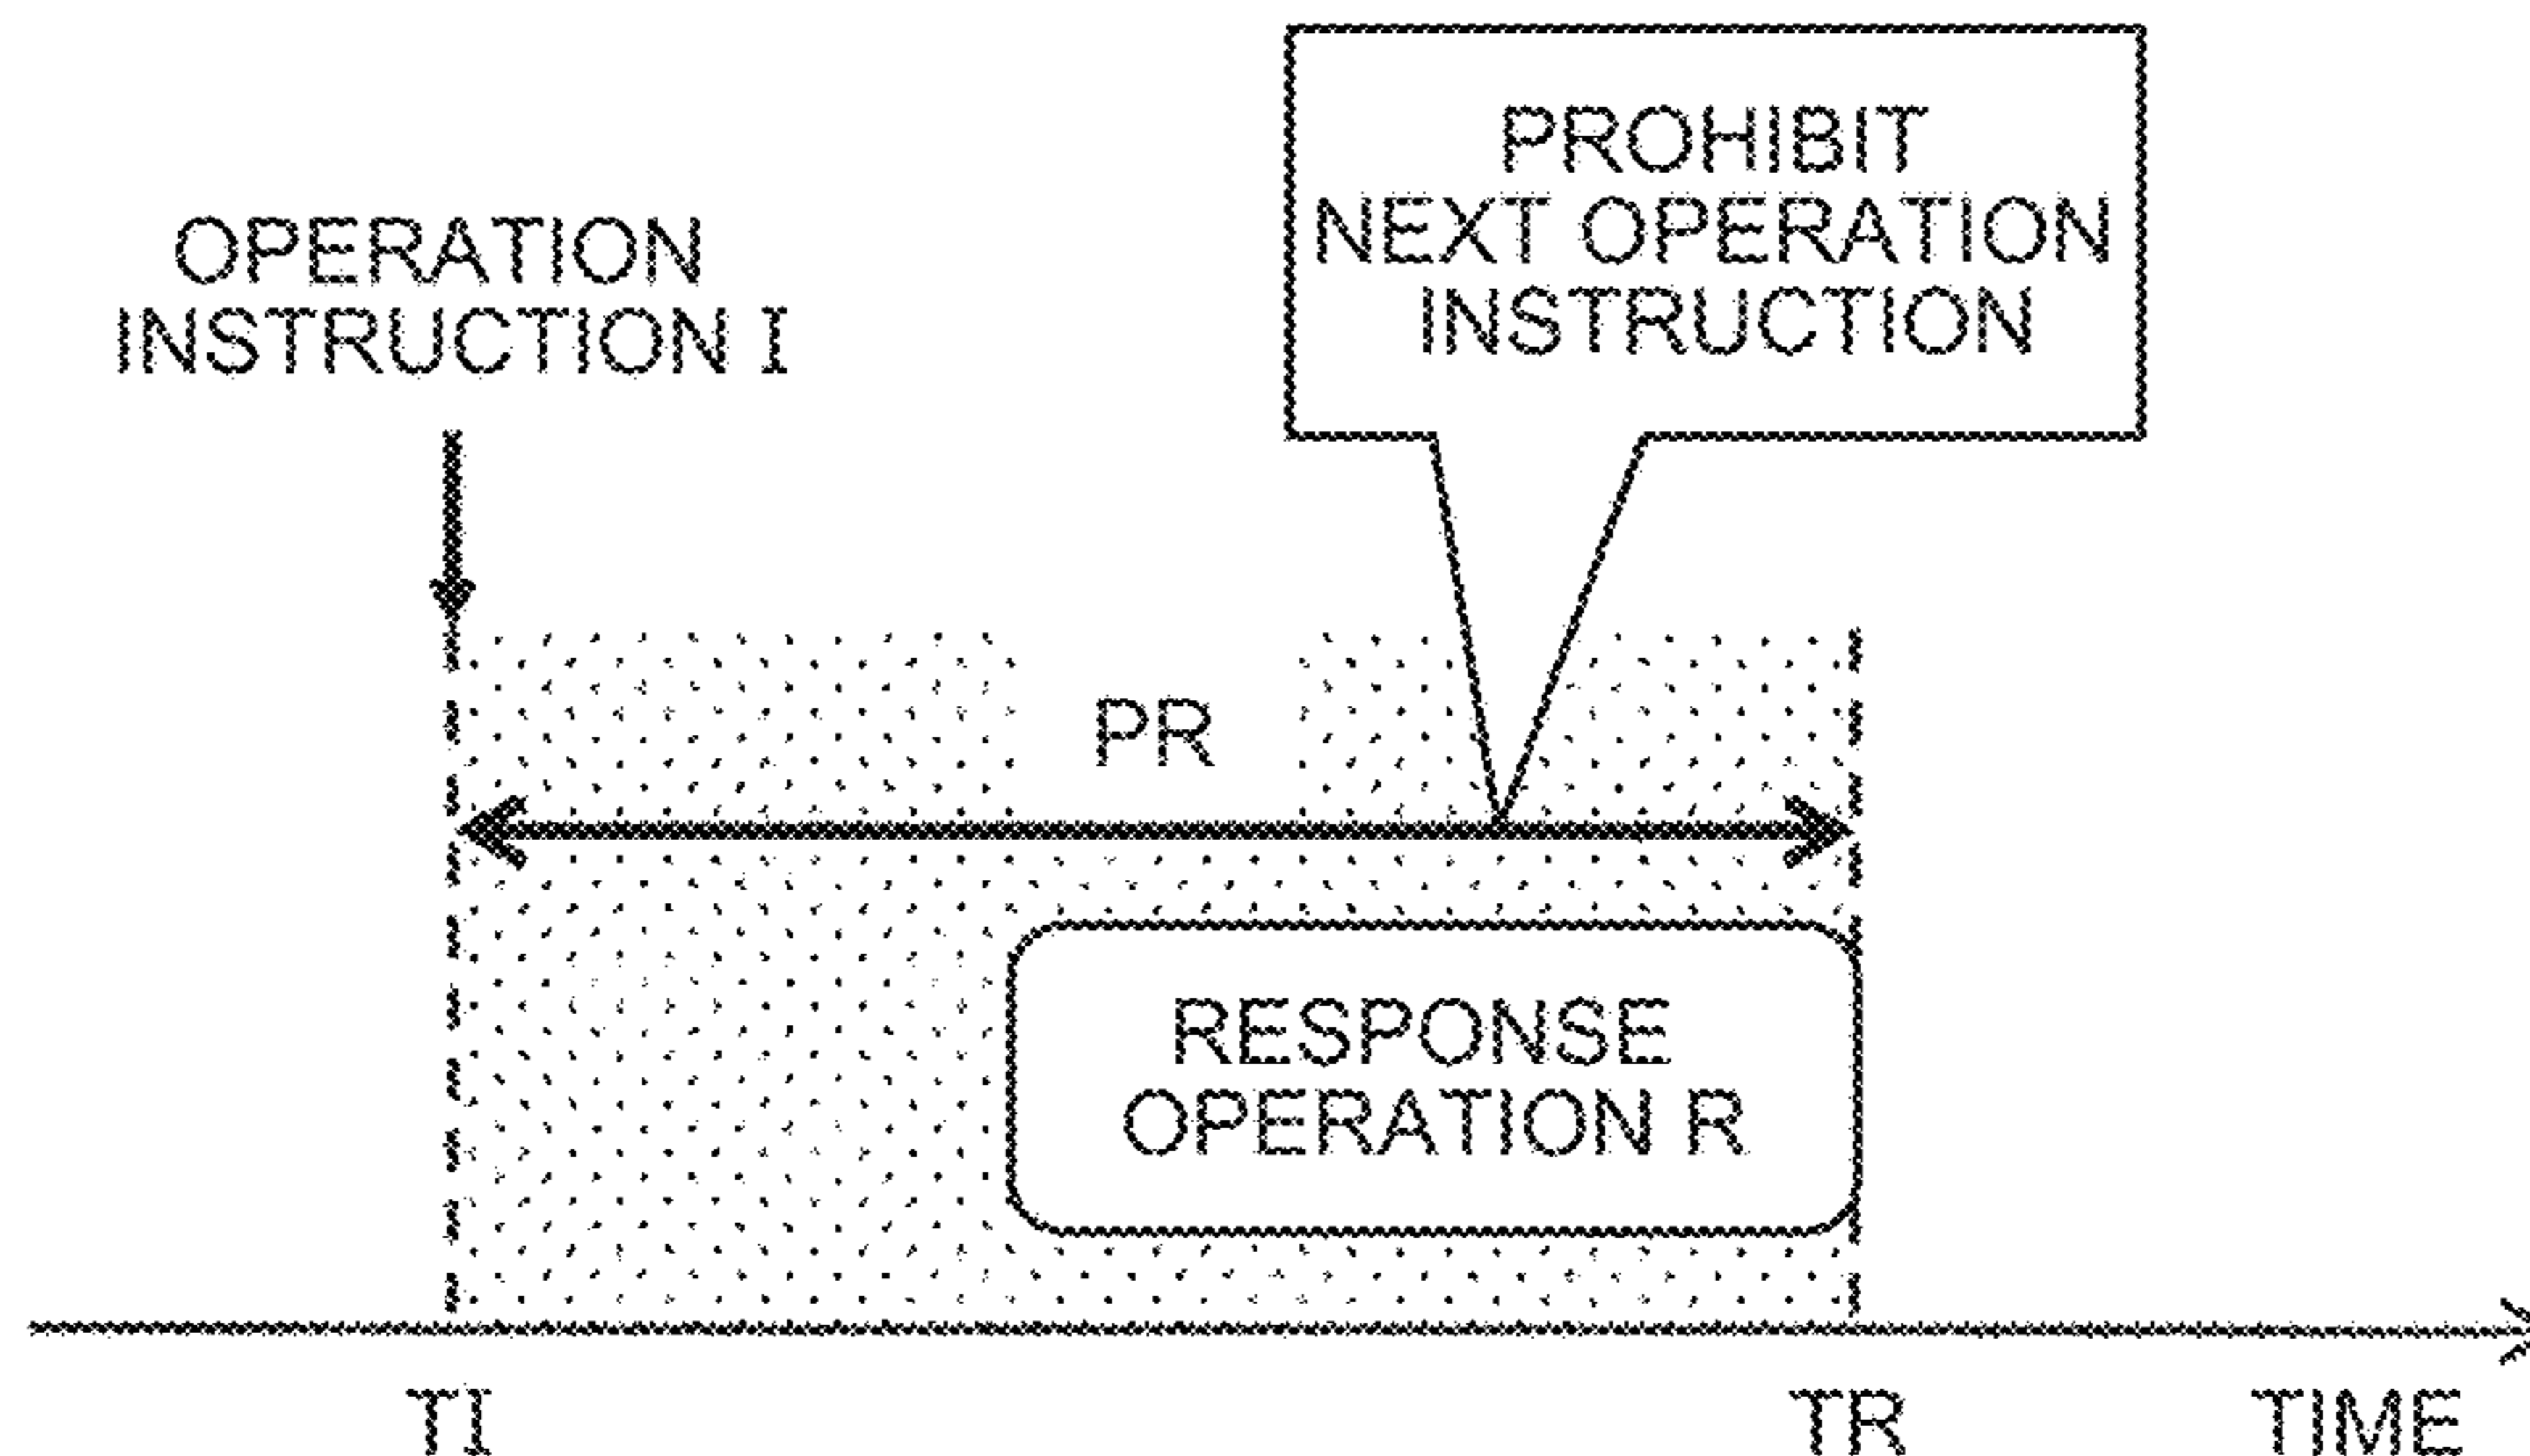 PROHIBIT
NEXT OPERATION
INSTRUCTION
OPERATION
INSTRUCTION I
PR
RESPONSE
OPERATION R
TI
TR
TIME